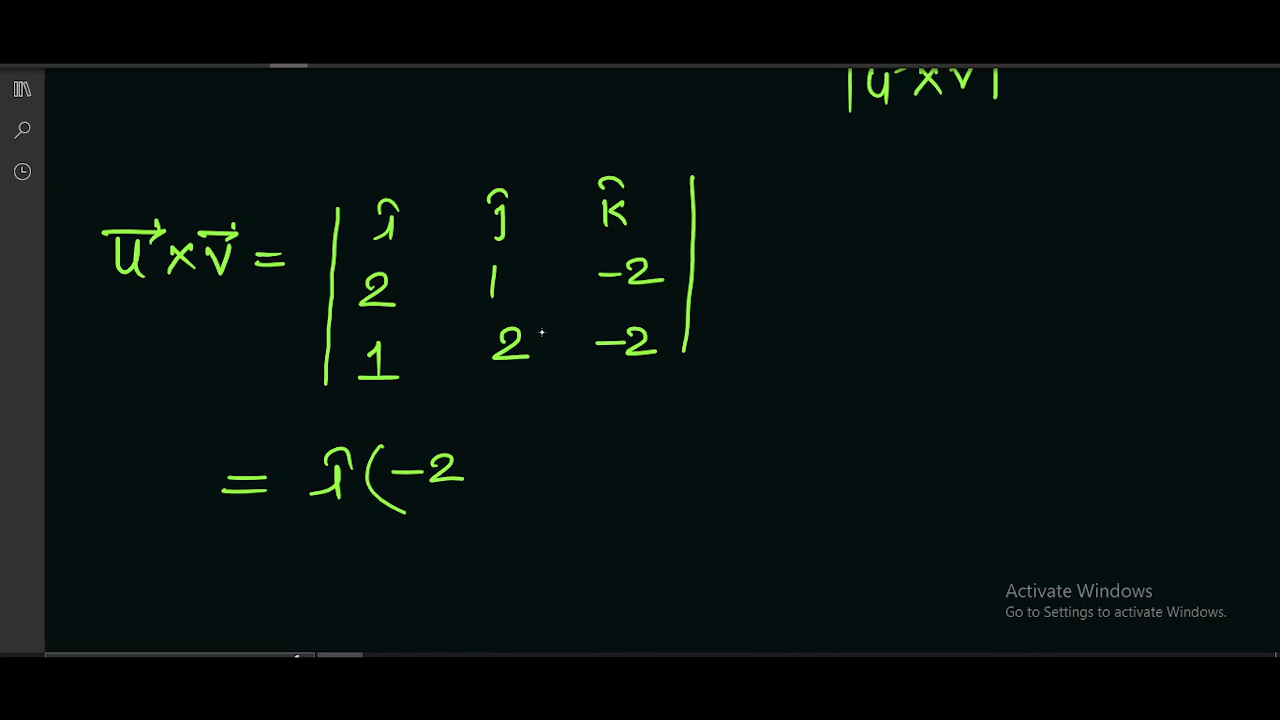 |u⃗ × v⃗|
u⃗ × v⃗ = | î ĵ k̂ |
2 1 -2
1 2 -2
= î(-2
Activate Windows
Go to Settings to activate Windows.